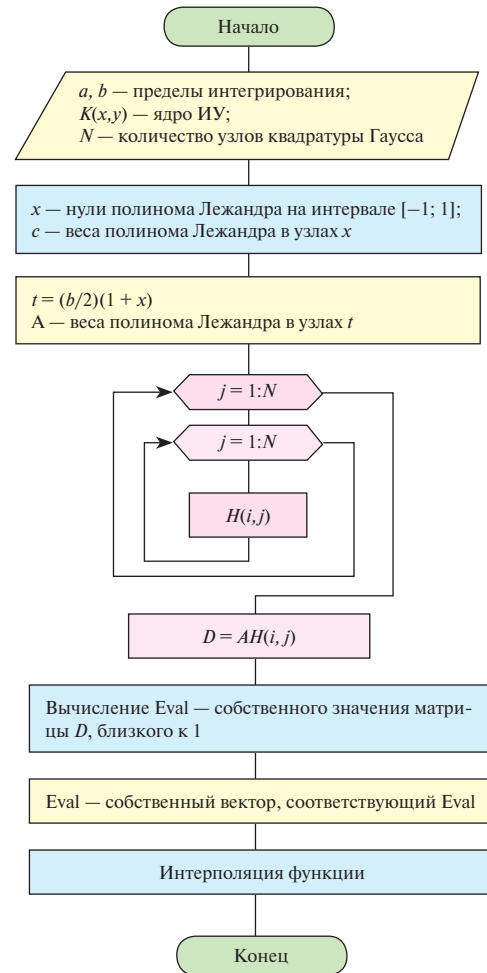 Начало
a, b — пределы интегрирования;
K(x,y) — ядро ИУ;
N — количество узлов квадратуры Гаусса
x — нули полинома Лежандра на интервале [−1; 1];
c — веса полинома Лежандра в узлах x
t = (b/2)(1 + x)
A — веса полинома Лежандра в узлах t
j = 1:N
j = 1:N
H(i,j)
D = AH(i,j)
Вычисление Eval — собственного значения матри-
цы D, близкого к 1
Eval — собственный вектор, соответствующий Eval
Интерполяция функции
Конец